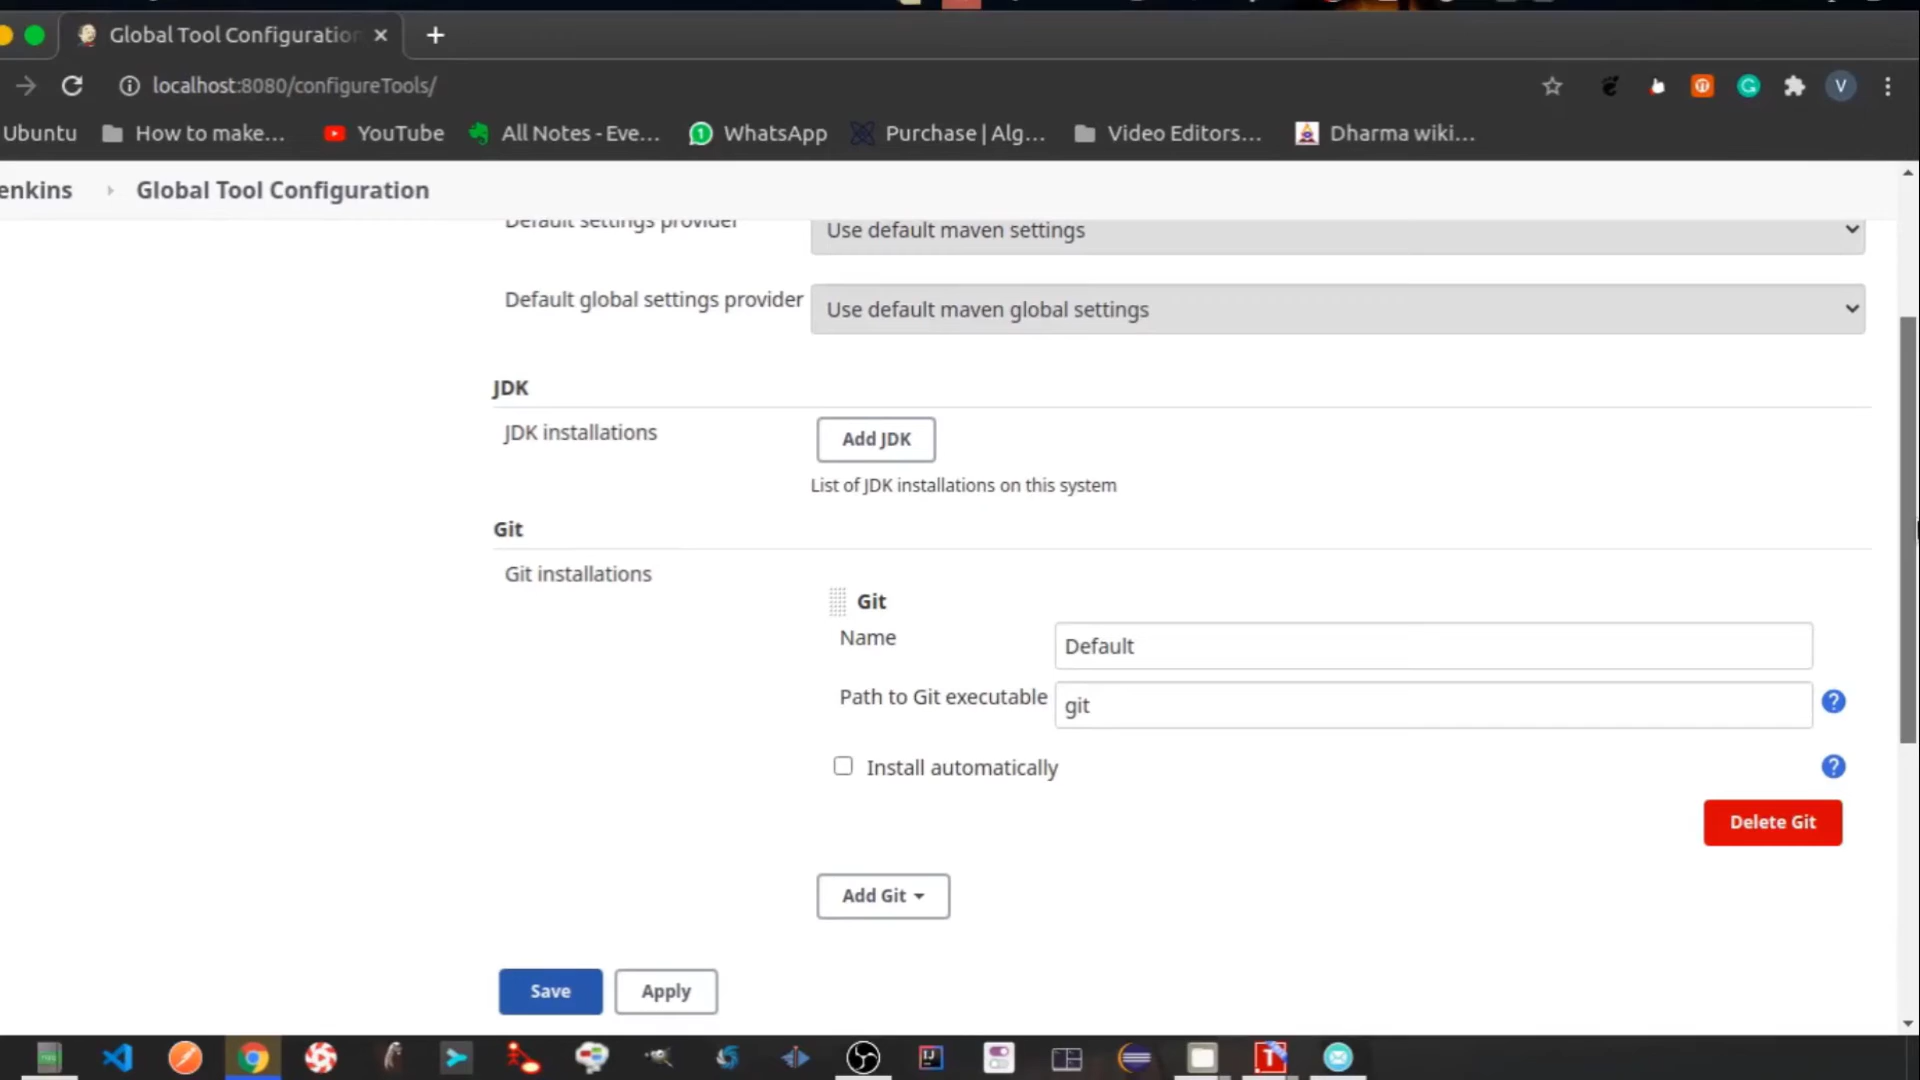 Global Tool Configuration
localhost:8080/configureTools/
V
Ubuntu How to make... YouTube All Notes - Eve... WhatsApp Purchase | Alg... Video Editors... Dharma wiki...
enkins Global Tool Configuration
Default settings provider Use default maven settings
Default global settings provider Use default maven global settings
JDK
JDK installations Add JDK
List of JDK installations on this system
Git
Git installations
Git
Name Default
Path to Git executable git ?
Install automatically ?
Delete Git
Add Git
Save Apply